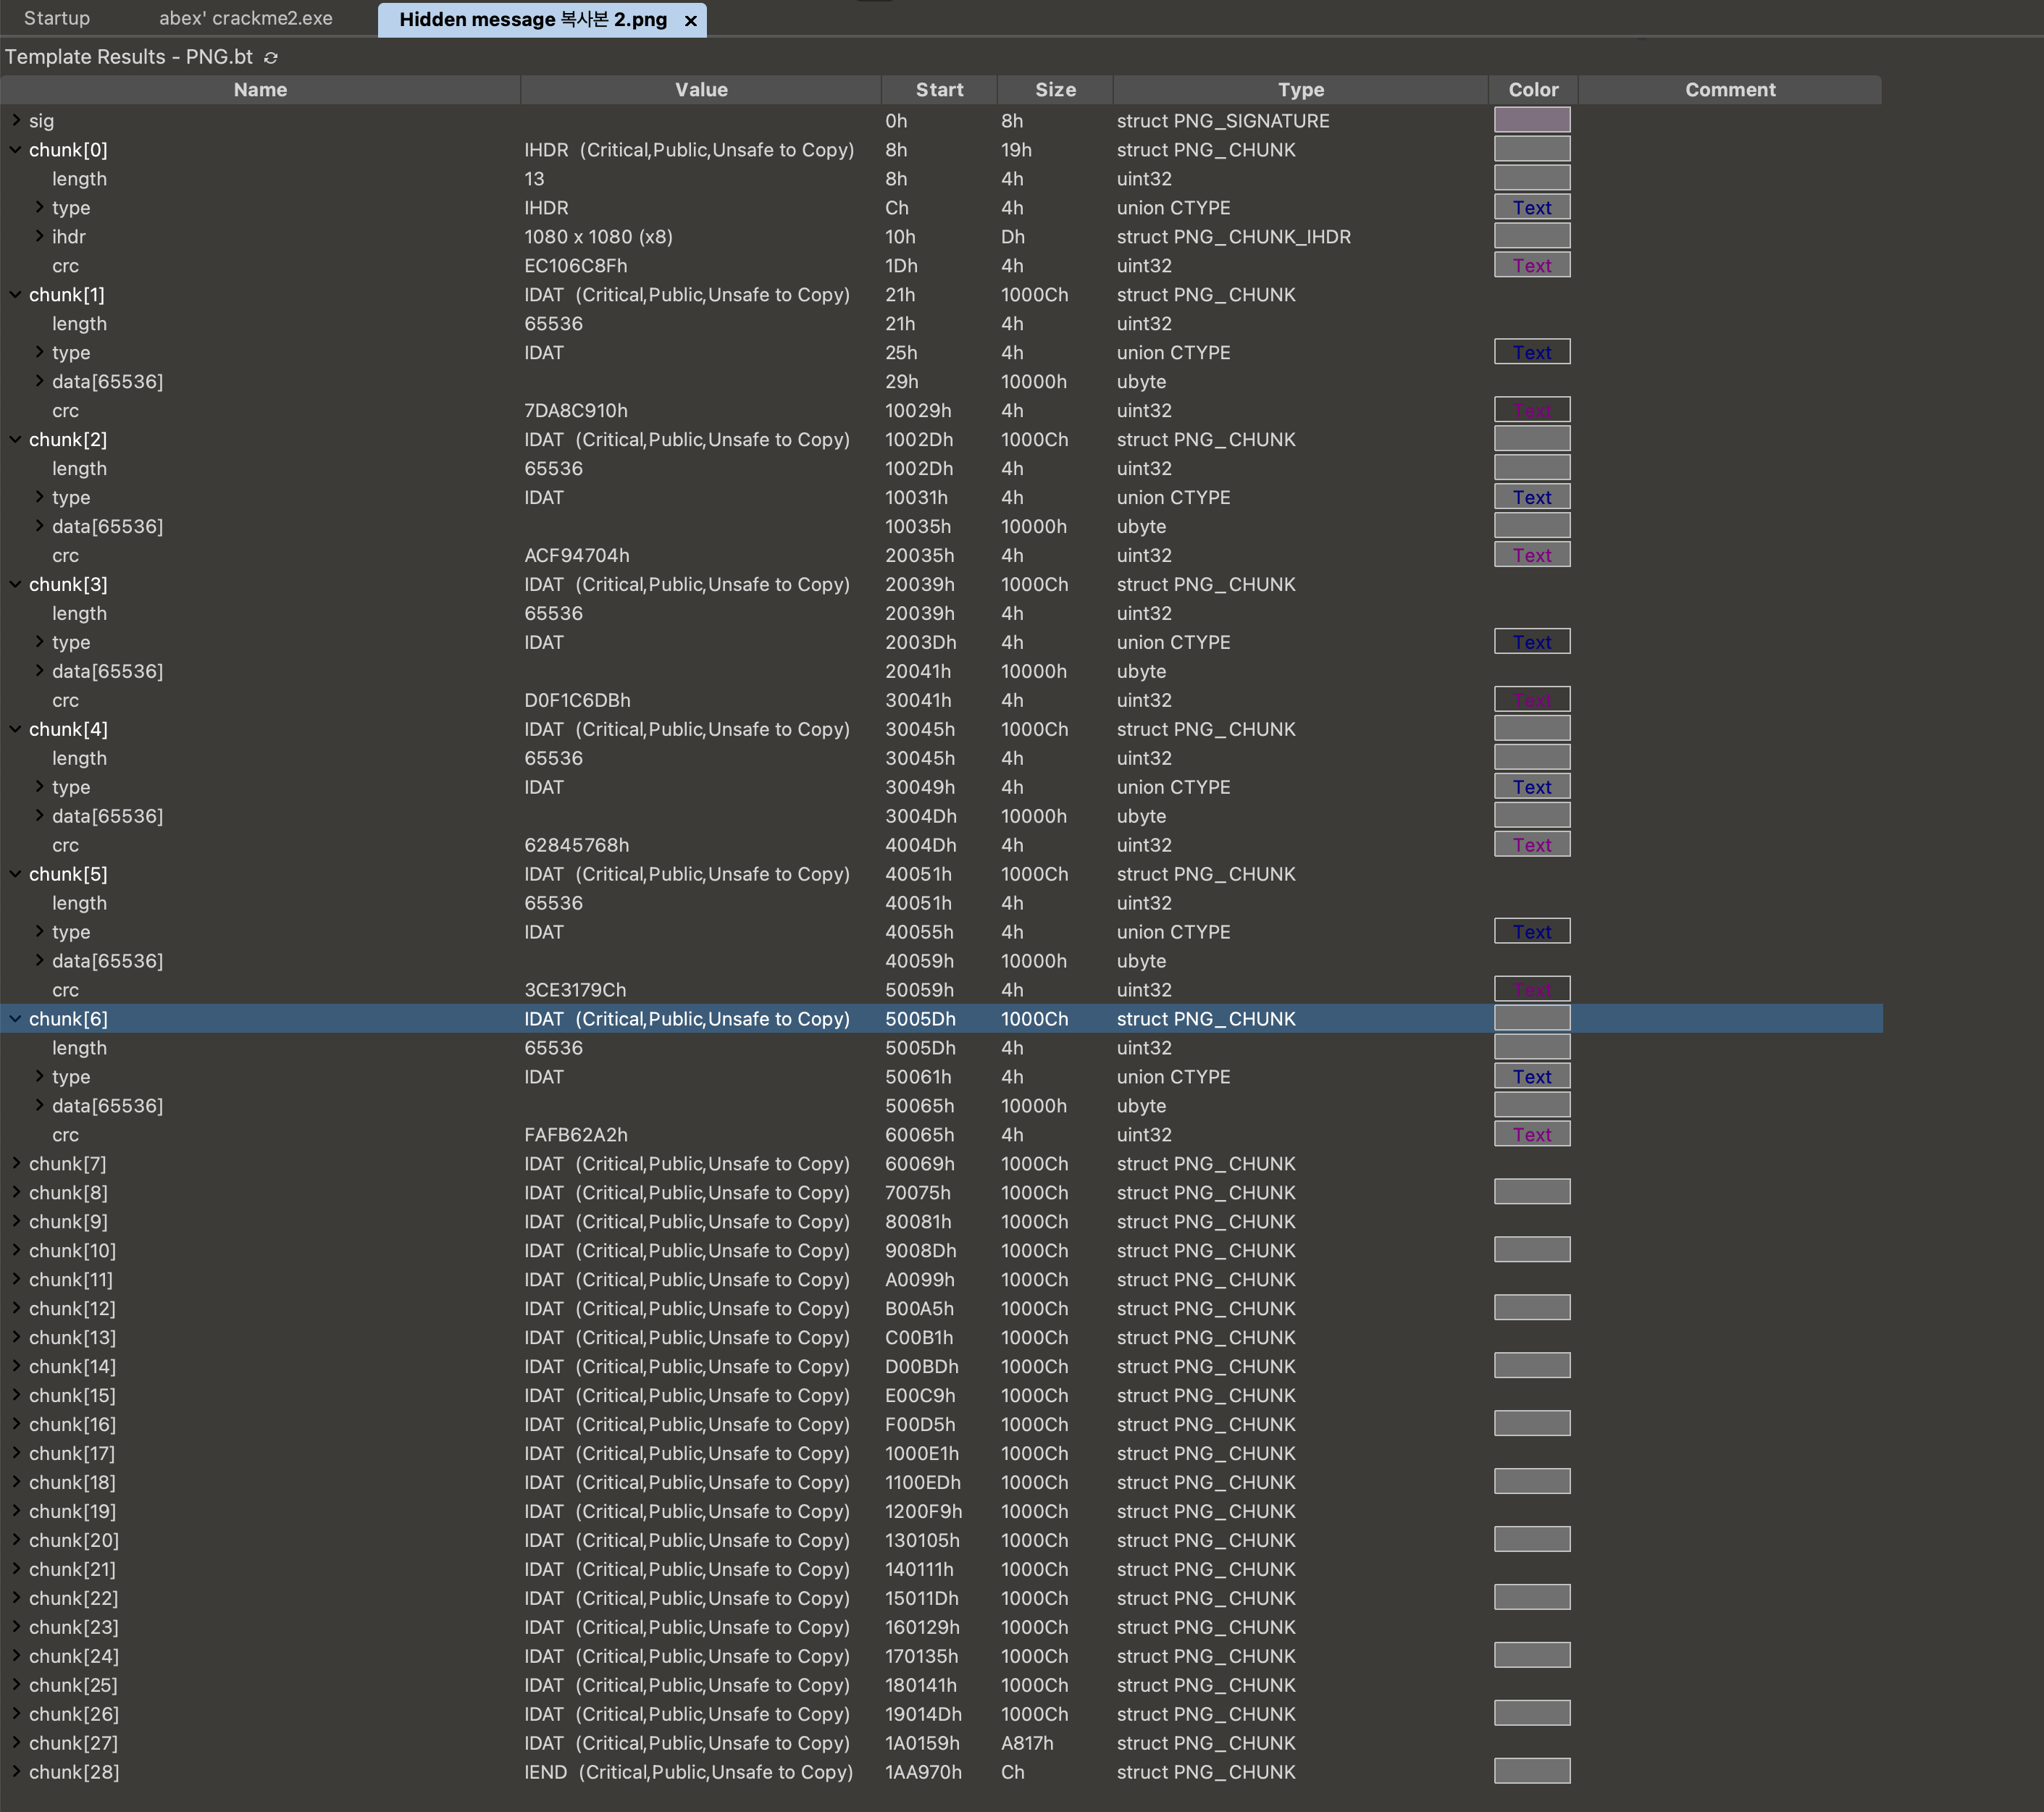 Startup abex' crackme2.exe Hidden message 복사본 2.png ×
Template Results - PNG.bt
Name Value Start Size Type Color Comment
sig 0h 8h struct PNG_SIGNATURE
chunk[0] IHDR (Critical,Public,Unsafe to Copy) 8h 19h struct PNG_CHUNK
length 13 8h 4h uint32
type IHDR Ch 4h union CTYPE Text
ihdr 1080 x 1080 (x8) 10h Dh struct PNG_CHUNK_IHDR
crc EC106C8Fh 1Dh 4h uint32 Text
chunk[1] IDAT (Critical,Public,Unsafe to Copy) 21h 1000Ch struct PNG_CHUNK
length 65536 21h 4h uint32
type IDAT 25h 4h union CTYPE Text
data[65536] 29h 10000h ubyte
crc 7DA8C910h 10029h 4h uint32 Text
chunk[2] IDAT (Critical,Public,Unsafe to Copy) 1002Dh 1000Ch struct PNG_CHUNK
length 65536 1002Dh 4h uint32
type IDAT 10031h 4h union CTYPE Text
data[65536] 10035h 10000h ubyte
crc ACF94704h 20035h 4h uint32 Text
chunk[3] IDAT (Critical,Public,Unsafe to Copy) 20039h 1000Ch struct PNG_CHUNK
length 65536 20039h 4h uint32
type IDAT 2003Dh 4h union CTYPE Text
data[65536] 20041h 10000h ubyte
crc D0F1C6DBh 30041h 4h uint32 Text
chunk[4] IDAT (Critical,Public,Unsafe to Copy) 30045h 1000Ch struct PNG_CHUNK
length 65536 30045h 4h uint32
type IDAT 30049h 4h union CTYPE Text
data[65536] 3004Dh 10000h ubyte
crc 62845768h 4004Dh 4h uint32 Text
chunk[5] IDAT (Critical,Public,Unsafe to Copy) 40051h 1000Ch struct PNG_CHUNK
length 65536 40051h 4h uint32
type IDAT 40055h 4h union CTYPE Text
data[65536] 40059h 10000h ubyte
crc 3CE3179Ch 50059h 4h uint32 Text
chunk[6] IDAT (Critical,Public,Unsafe to Copy) 5005Dh 1000Ch struct PNG_CHUNK
length 65536 5005Dh 4h uint32
type IDAT 50061h 4h union CTYPE Text
data[65536] 50065h 10000h ubyte
crc FAFB62A2h 60065h 4h uint32 Text
chunk[7] IDAT (Critical,Public,Unsafe to Copy) 60069h 1000Ch struct PNG_CHUNK
chunk[8] IDAT (Critical,Public,Unsafe to Copy) 70075h 1000Ch struct PNG_CHUNK
chunk[9] IDAT (Critical,Public,Unsafe to Copy) 80081h 1000Ch struct PNG_CHUNK
chunk[10] IDAT (Critical,Public,Unsafe to Copy) 9008Dh 1000Ch struct PNG_CHUNK
chunk[11] IDAT (Critical,Public,Unsafe to Copy) A0099h 1000Ch struct PNG_CHUNK
chunk[12] IDAT (Critical,Public,Unsafe to Copy) B00A5h 1000Ch struct PNG_CHUNK
chunk[13] IDAT (Critical,Public,Unsafe to Copy) C00B1h 1000Ch struct PNG_CHUNK
chunk[14] IDAT (Critical,Public,Unsafe to Copy) D00BDh 1000Ch struct PNG_CHUNK
chunk[15] IDAT (Critical,Public,Unsafe to Copy) E00C9h 1000Ch struct PNG_CHUNK
chunk[16] IDAT (Critical,Public,Unsafe to Copy) F00D5h 1000Ch struct PNG_CHUNK
chunk[17] IDAT (Critical,Public,Unsafe to Copy) 1000E1h 1000Ch struct PNG_CHUNK
chunk[18] IDAT (Critical,Public,Unsafe to Copy) 1100EDh 1000Ch struct PNG_CHUNK
chunk[19] IDAT (Critical,Public,Unsafe to Copy) 1200F9h 1000Ch struct PNG_CHUNK
chunk[20] IDAT (Critical,Public,Unsafe to Copy) 130105h 1000Ch struct PNG_CHUNK
chunk[21] IDAT (Critical,Public,Unsafe to Copy) 140111h 1000Ch struct PNG_CHUNK
chunk[22] IDAT (Critical,Public,Unsafe to Copy) 15011Dh 1000Ch struct PNG_CHUNK
chunk[23] IDAT (Critical,Public,Unsafe to Copy) 160129h 1000Ch struct PNG_CHUNK
chunk[24] IDAT (Critical,Public,Unsafe to Copy) 170135h 1000Ch struct PNG_CHUNK
chunk[25] IDAT (Critical,Public,Unsafe to Copy) 180141h 1000Ch struct PNG_CHUNK
chunk[26] IDAT (Critical,Public,Unsafe to Copy) 19014Dh 1000Ch struct PNG_CHUNK
chunk[27] IDAT (Critical,Public,Unsafe to Copy) 1A0159h A817h struct PNG_CHUNK
chunk[28] IEND (Critical,Public,Unsafe to Copy) 1AA970h Ch struct PNG_CHUNK